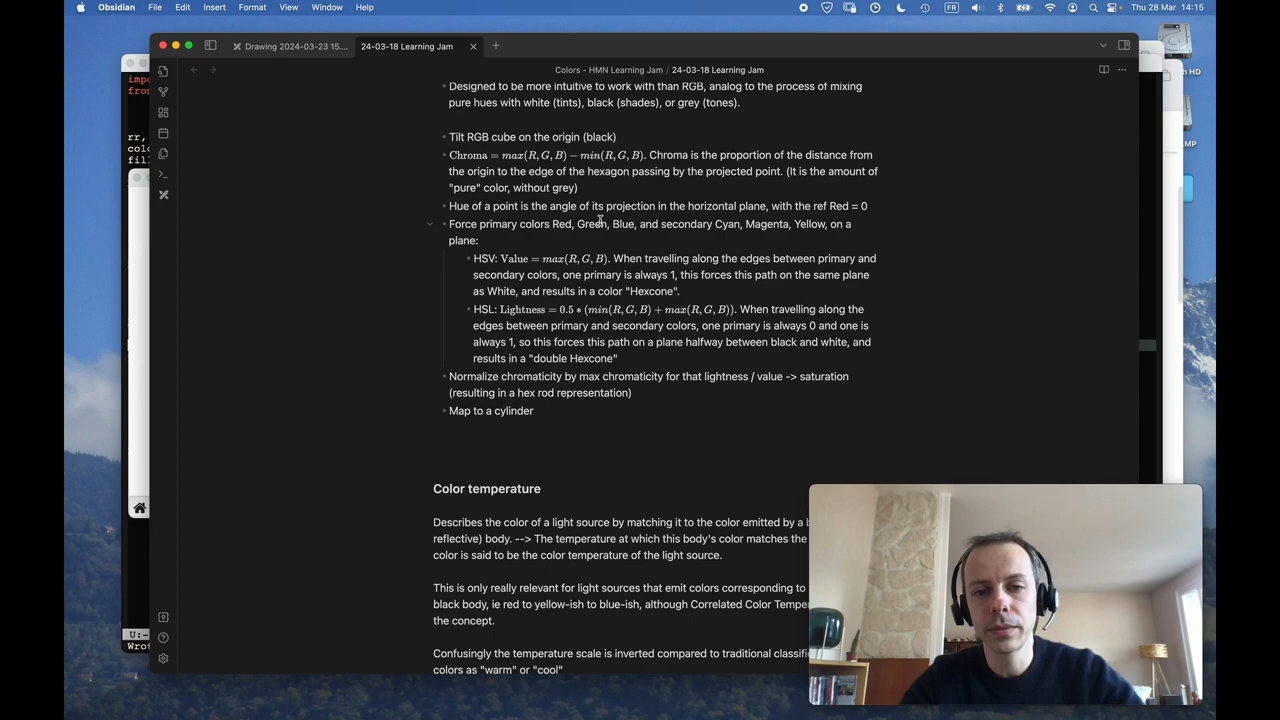 Obsidian File Edit Insert Format View Window Help FR Thu 28 Mar 14:15
Drawing 2024-03-23 15.... 24-03-18 Learning Jam
Colors - HMN Learning Jam / 24-03-18 Learning Jam
HD
impo
from
rr,
colo
fill
MP
Designed to be more intuitive to work with than RGB, analog to the process of mixing
pure hues with white (tints), black (shades), or grey (tones).
Tilt RGB cube on the origin (black)
Chroma = max(R, G, B) − min(R, G, B). Chroma is the proportion of the distance from
the origin to the edge of the hexagon passing by the projected point. (It is the amount of
"pure" color, without grey)
Hue of a point is the angle of its projection in the horizontal plane, with the ref Red = 0
Force primary colors Red, Green, Blue, and secondary Cyan, Magenta, Yellow, on a
plane:
HSV: Value = max(R, G, B). When travelling along the edges between primary and
secondary colors, one primary is always 1, this forces this path on the same plane
as White, and results in a color "Hexcone".
HSL: Lightness = 0.5 ∗ (min(R, G, B) + max(R, G, B)). When travelling along the
edges between primary and secondary colors, one primary is always 0 and one is
always 1, so this forces this path on a plane halfway between black and white, and
results in a "double Hexcone"
Normalize chromaticity by max chromaticity for that lightness / value -> saturation
(resulting in a hex rod representation)
Map to a cylinder
Color temperature
Describes the color of a light source by matching it to the color emitted by a b
reflective) body. --> The temperature at which this body's color matches the
color is said to be the color temperature of the light source.
This is only really relevant for light sources that emit colors corresponding to
black body, ie red to yellow-ish to blue-ish, although Correlated Color Temper
the concept.
Confusingly the temperature scale is inverted compared to traditional classific
colors as "warm" or "cool"
U:-
Wrot